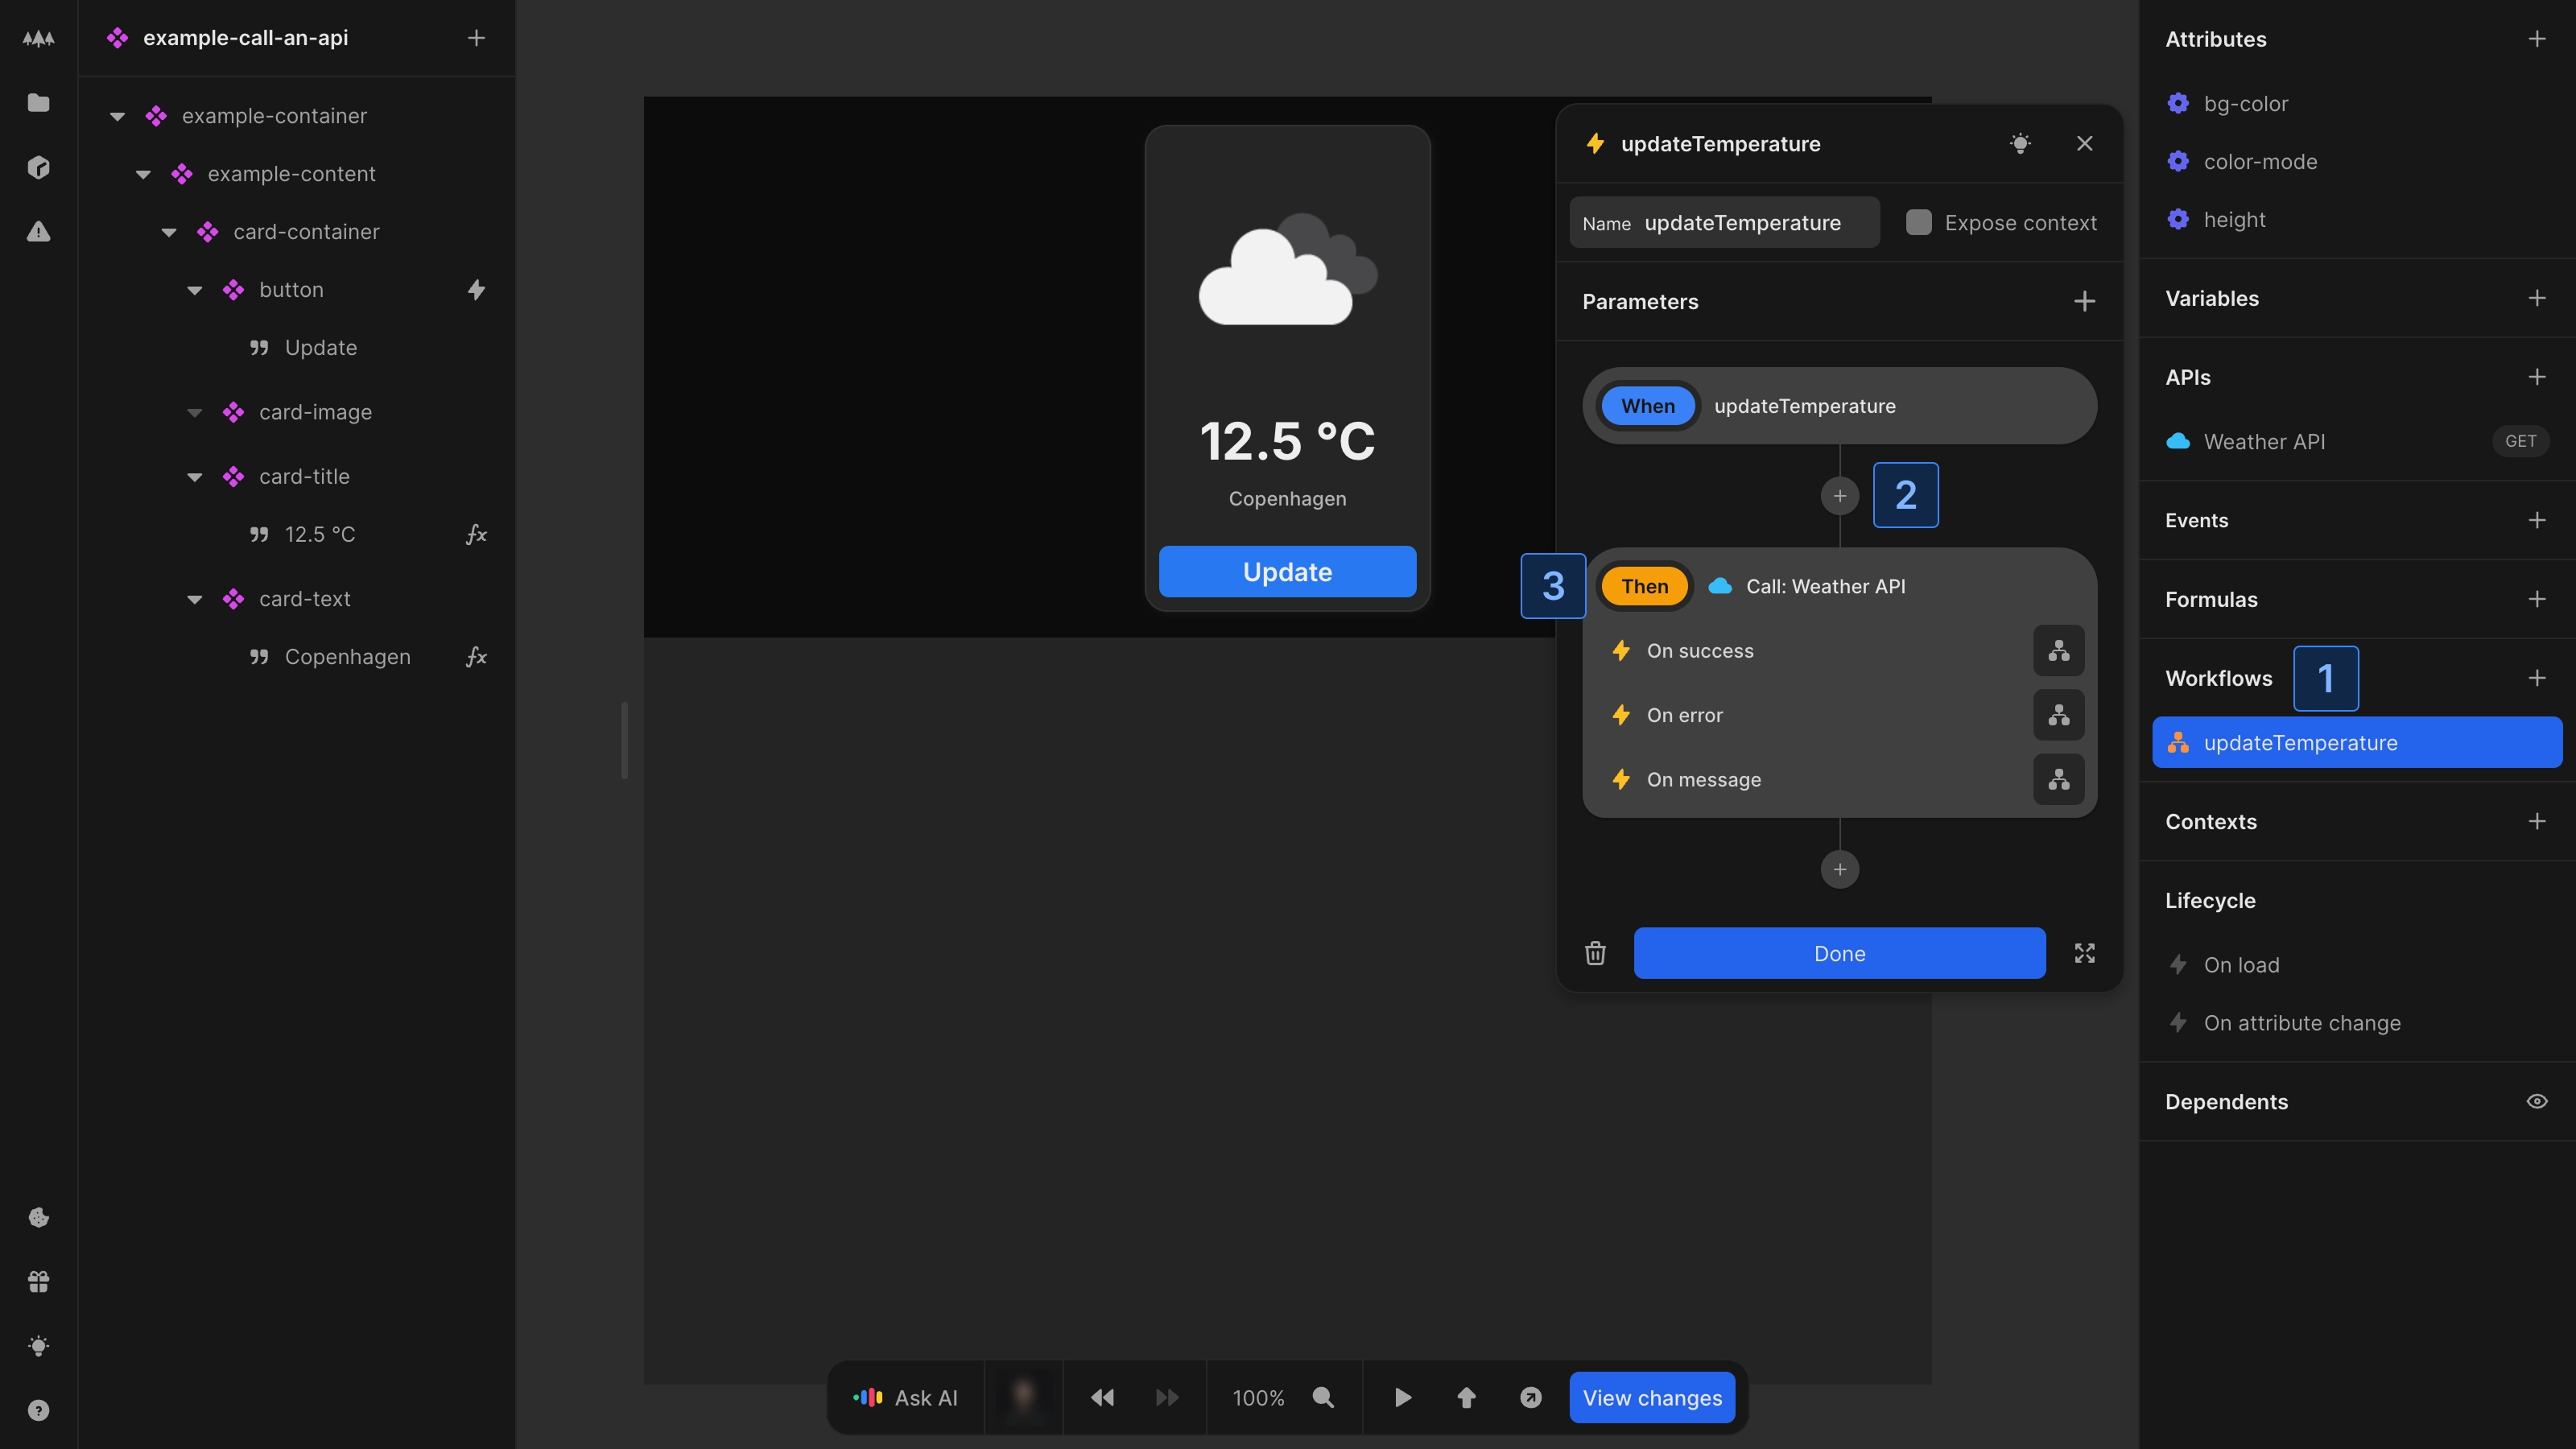 example-call-an-api
example-container
example-content
card-container
button
Update
card-image
card-title
12.5 °C
fx
card-text
Copenhagen
fx
12.5 °C
Copenhagen
Update
updateTemperature
Name updateTemperature
Expose context
Parameters
When updateTemperature
2
3
Then Call: Weather API
On success
On error
On message
Done
Ask AI
100%
View changes
Attributes
bg-color
color-mode
height
Variables
APIs
Weather API GET
Events
Formulas
Workflows 1
updateTemperature
Contexts
Lifecycle
On load
On attribute change
Dependents